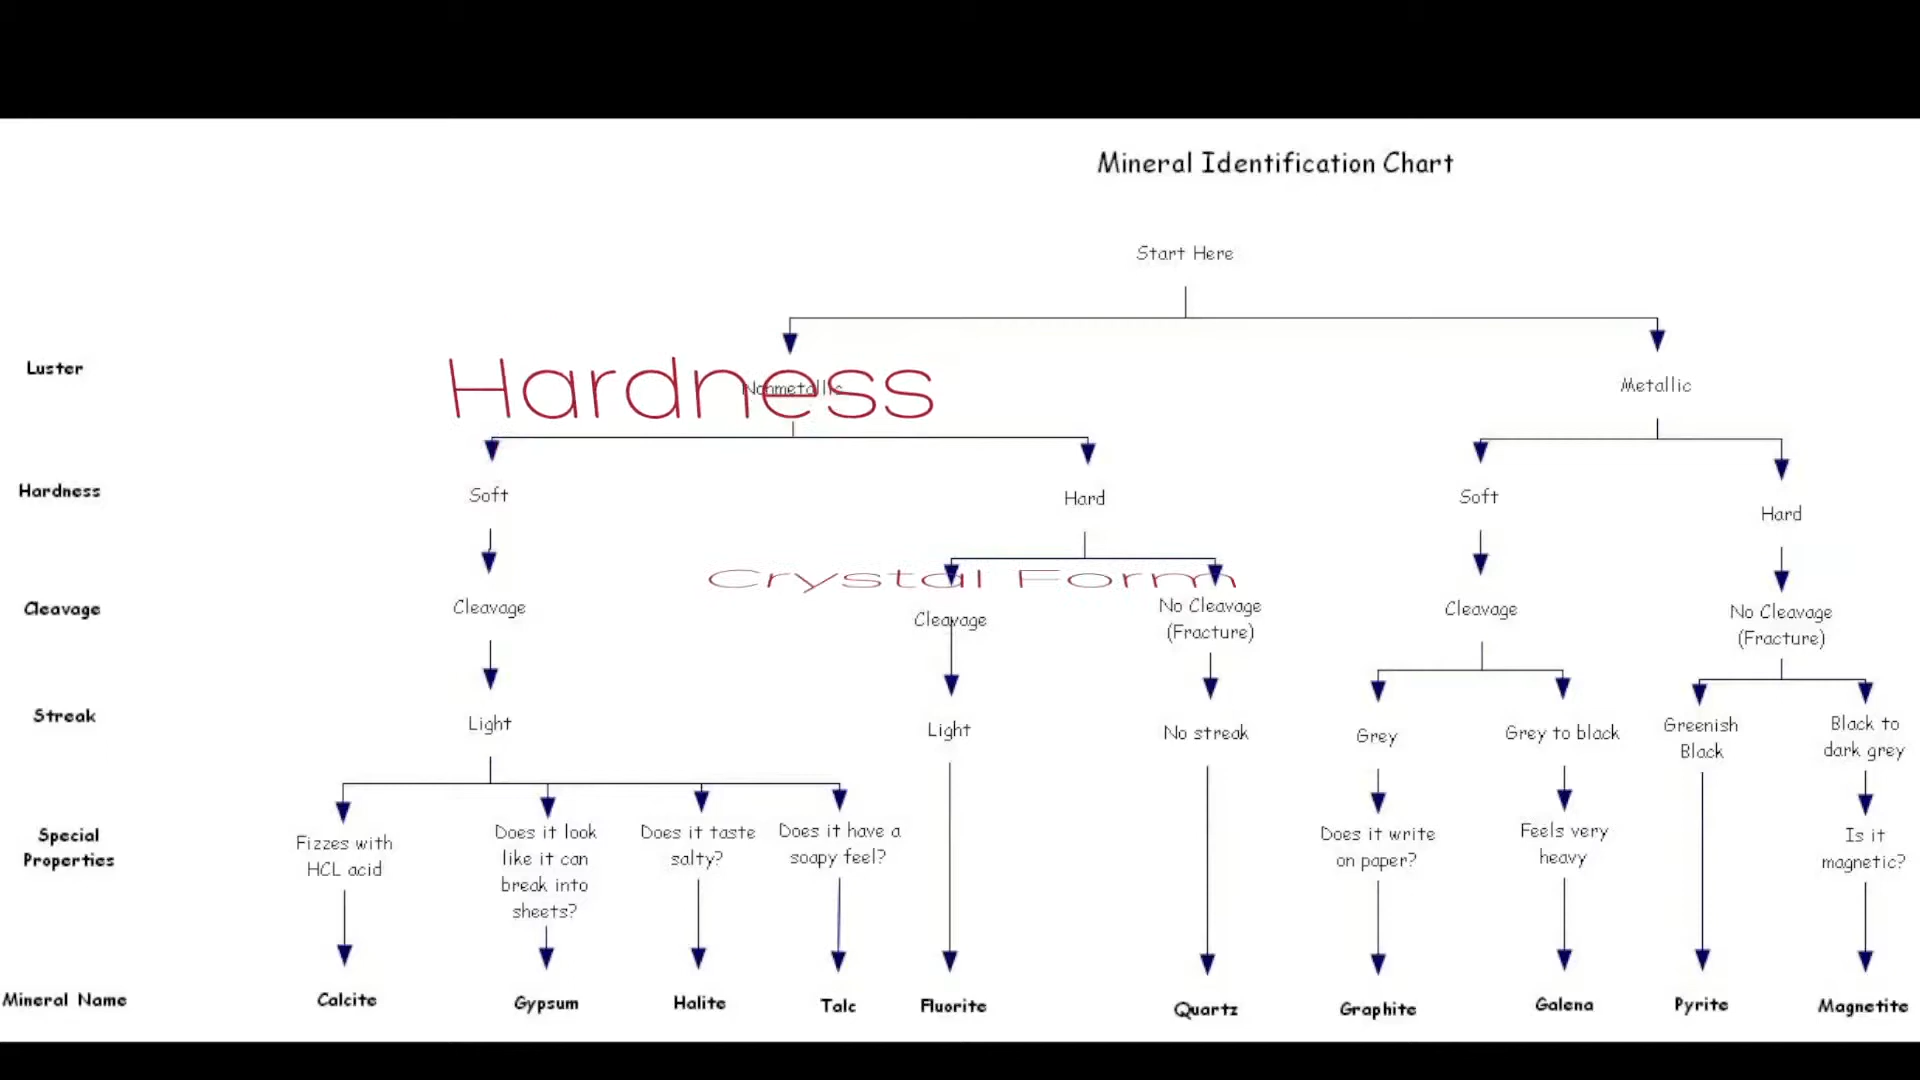 Mineral Identification Chart
Start Here
Luster
Nonmetallic
Metallic
Hardness
Hardness
Soft
Hard
Soft
Hard
Crystal Form
Cleavage
Cleavage
Cleavage
No Cleavage
(Fracture)
Cleavage
No Cleavage
(Fracture)
Streak
Light
Light
No streak
Grey
Grey to black
Greenish
Black
Black to
dark grey
Special
Properties
Fizzes with
HCL acid
Does it look
like it can
break into
sheets?
Does it taste
salty?
Does it have a
soapy feel?
Does it write
on paper?
Feels very
heavy
Is it
magnetic?
Mineral Name
Calcite
Gypsum
Halite
Talc
Fluorite
Quartz
Graphite
Galena
Pyrite
Magnetite